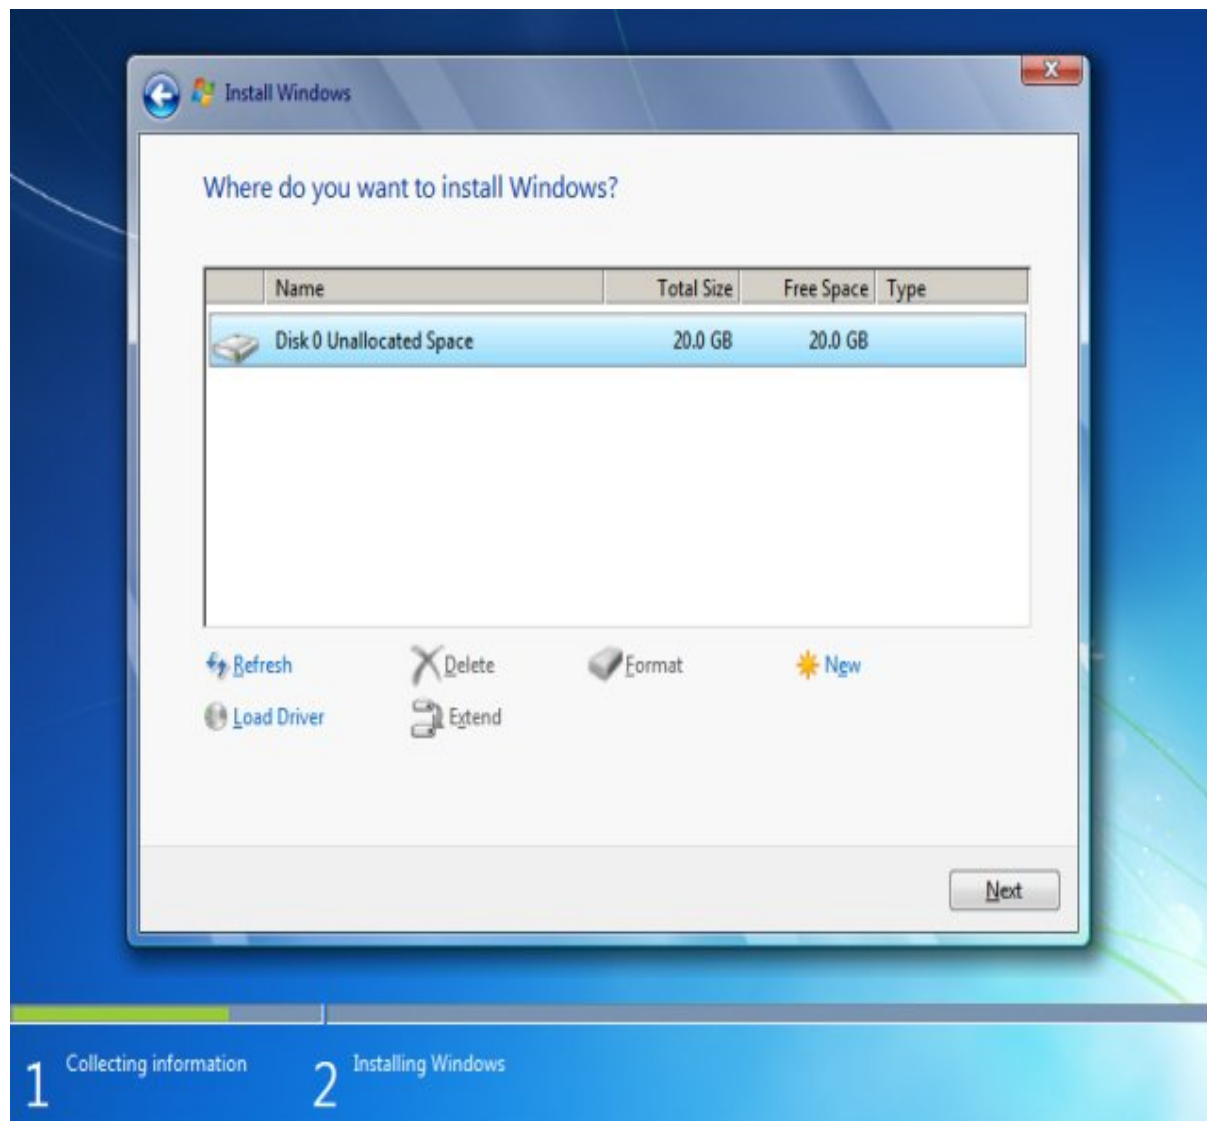 Install Windows
x
Where do you want to install Windows?
Name Total Size Free Space Type
Disk 0 Unallocated Space 20.0 GB 20.0 GB
Refresh Delete Format New
Load Driver Extend
Next
1 Collecting information 2 Installing Windows